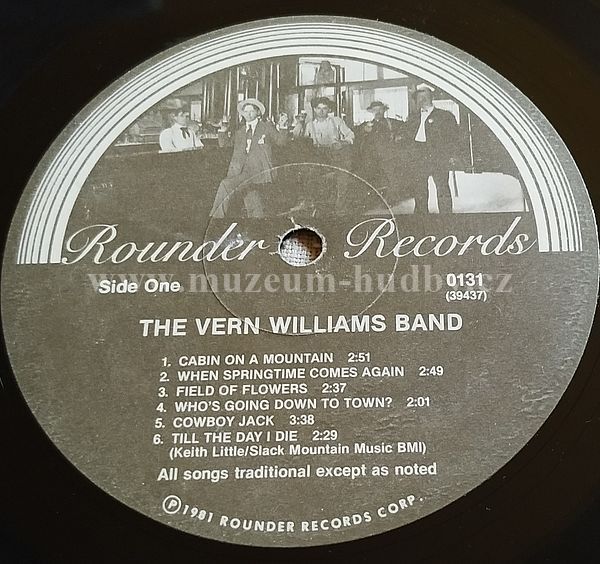 Rounder Records
www.muzeum-hudby.cz
Side One
0131
(39437)
THE VERN WILLIAMS BAND
1. CABIN ON A MOUNTAIN 2:51
2. WHEN SPRINGTIME COMES AGAIN 2:49
3. FIELD OF FLOWERS 2:37
4. WHO'S GOING DOWN TO TOWN? 2:01
5. COWBOY JACK 3:38
6. TILL THE DAY I DIE 2:29
(Keith Little/Slack Mountain Music BMI)
All songs traditional except as noted
Ⓟ1981 ROUNDER RECORDS CORP.